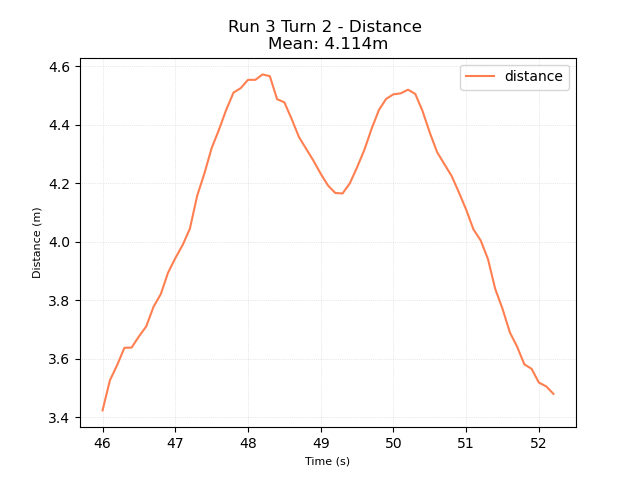 Run 3 Turn 2 - Distance
Mean: 4.114m
distance
4.6
4.4
4.2
4.0
3.8
3.6
3.4
Distance (m)
46 47 48 49 50 51 52
Time (s)